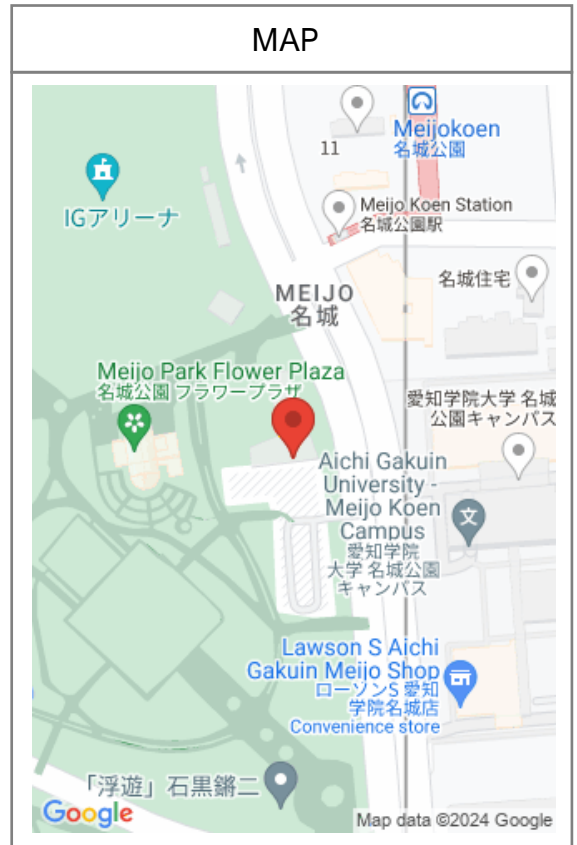 MAP
Meijokoen
名城公園
11
IGアリーナ
Meijo Koen Station
名城公園駅
名城住宅
MEIJO
名城
Meijo Park Flower Plaza
名城公園 フラワープラザ
愛知学院大学 名城
公園キャンパス
Aichi Gakuin
University -
Meijo Koen
Campus
愛知学院
大学 名城公園
キャンパス
文
Lawson S Aichi
Gakuin Meijo Shop
ローソンS 愛知
学院名城店
Convenience store
「浮遊」石黒鏘二
Google
Map data ©2024 Google